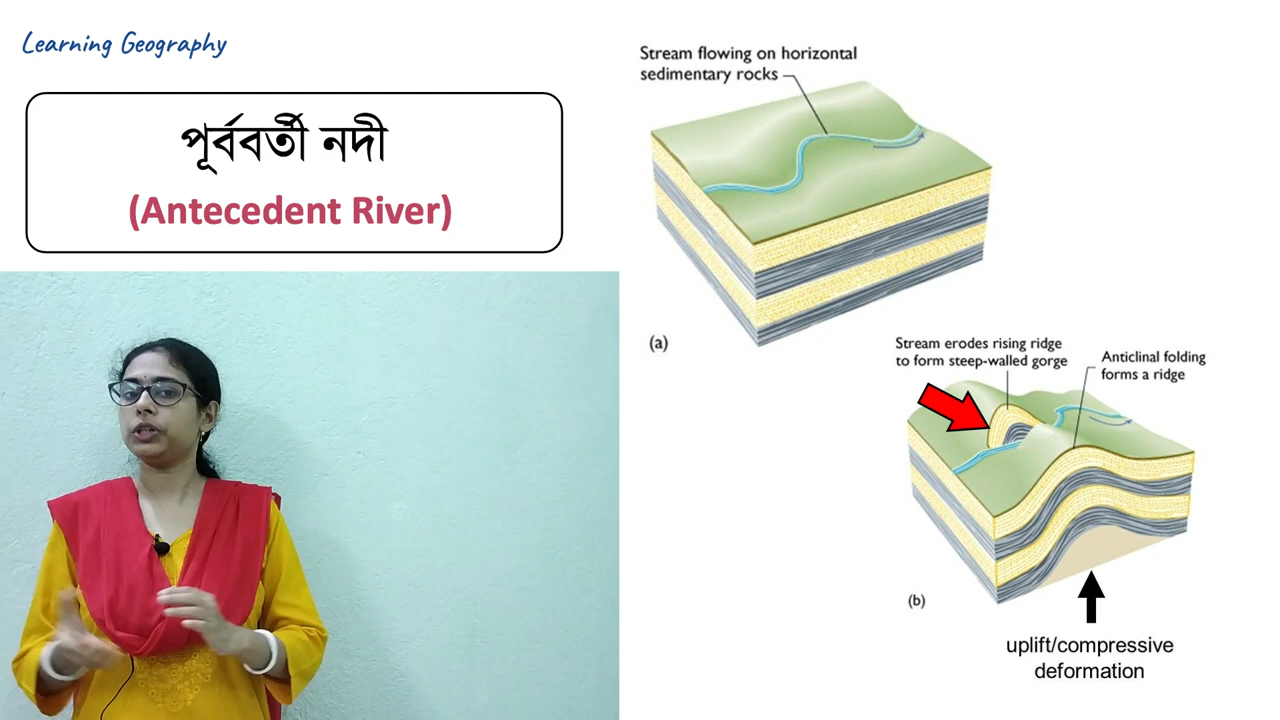 Learning Geography
পূর্ববর্তী নদী
(Antecedent River)
Stream flowing on horizontal
sedimentary rocks
(a)
Stream erodes rising ridge
to form steep-walled gorge
Anticlinal folding
forms a ridge
(b)
uplift/compressive
deformation